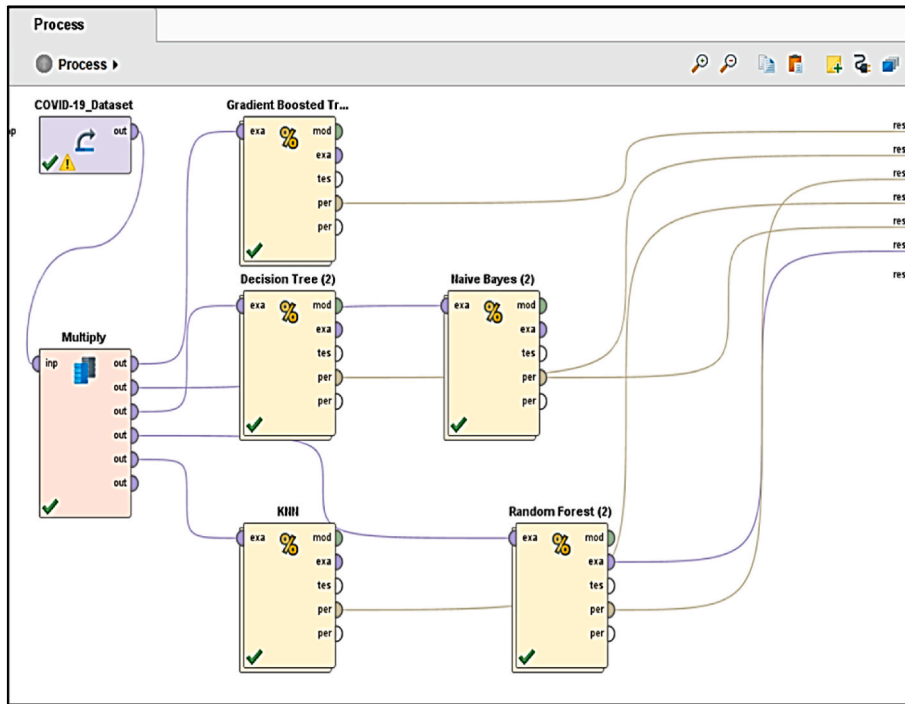 Process
Process
COVID-19_Dataset
out
Gradient Boosted Tr...
exa
mod
exa
tes
per
per
res
res
res
res
res
res
res
Decision Tree (2)
exa
mod
exa
tes
per
per
Naive Bayes (2)
exa
mod
exa
tes
per
per
Multiply
inp
out
out
out
out
out
out
KNN
exa
mod
exa
tes
per
per
Random Forest (2)
exa
mod
exa
tes
per
per